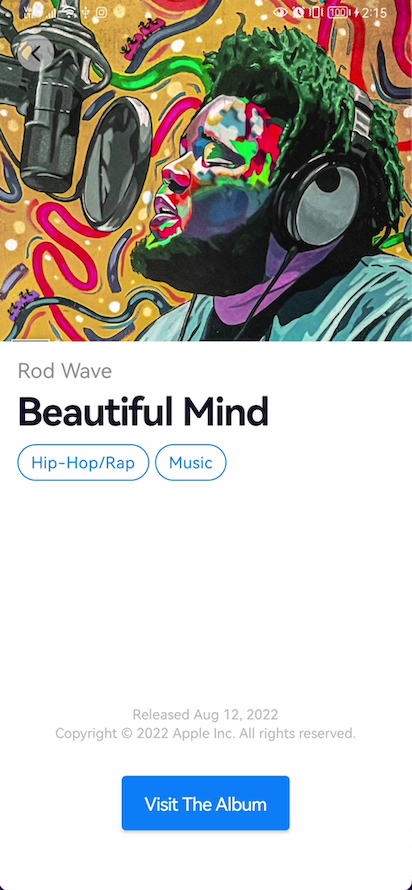 100
2:15
Rod Wave
Beautiful Mind
Hip-Hop/Rap
Music
Released Aug 12, 2022
Copyright © 2022 Apple Inc. All rights reserved.
Visit The Album